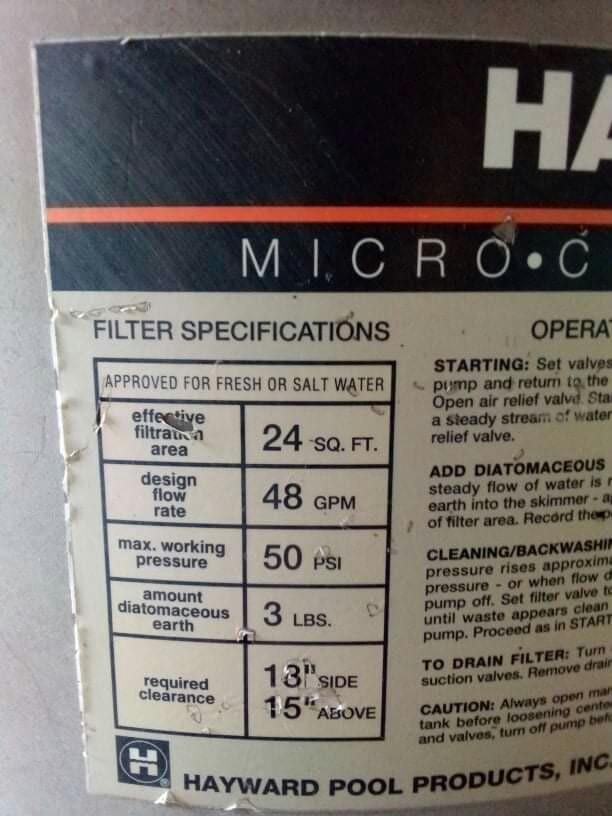 HA
MICRO•C
FILTER SPECIFICATIONS
APPROVED FOR FRESH OR SALT WATER
effective
filtration
area
24 SQ. FT.
design
flow
rate
48 GPM
max. working
pressure
50 PSI
amount
diatomaceous
earth
3 LBS.
required
clearance
18" SIDE
15" ABOVE
H
®
HAYWARD POOL PRODUCTS, INC.
OPERA
STARTING: Set valves
pump and return to the
Open air relief valve. Sta
a steady stream of water
relief valve.
ADD DIATOMACEOUS
steady flow of water is
earth into the skimmer - a
of filter area. Record the
CLEANING/BACKWASHI
pressure rises approxima
pressure - or when flow d
pump off. Set filter valve to
until waste appears clean
pump. Proceed as in START
TO DRAIN FILTER: Turn
suction valves. Remove drain
CAUTION: Always open ma
tank before loosening cente
and valves, turn off pump befo